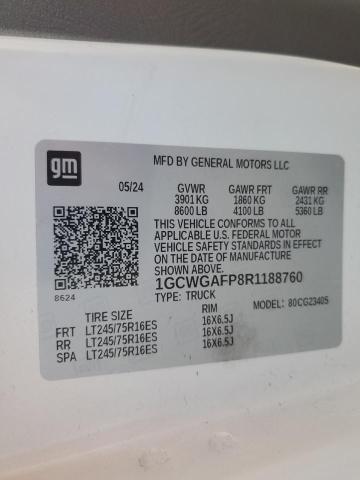 gm
MFD BY GENERAL MOTORS LLC
05/24 GVWR GAWR FRT GAWR RR
3901 KG 1860 KG 2431 KG
8600 LB 4100 LB 5360 LB
THIS VEHICLE CONFORMS TO ALL
APPLICABLE U.S. FEDERAL MOTOR
VEHICLE SAFETY STANDARDS IN EFFECT
ON THE DATE OF MANUFACTURE
SHOWN ABOVE.
1GCWGAFP8R1188760
8624 TYPE: TRUCK MODEL: 80CG23405
TIRE SIZE RIM
FRT LT245/75R16ES 16X6.5J
RR LT245/75R16ES 16X6.5J
SPA LT245/75R16ES 16X6.5J